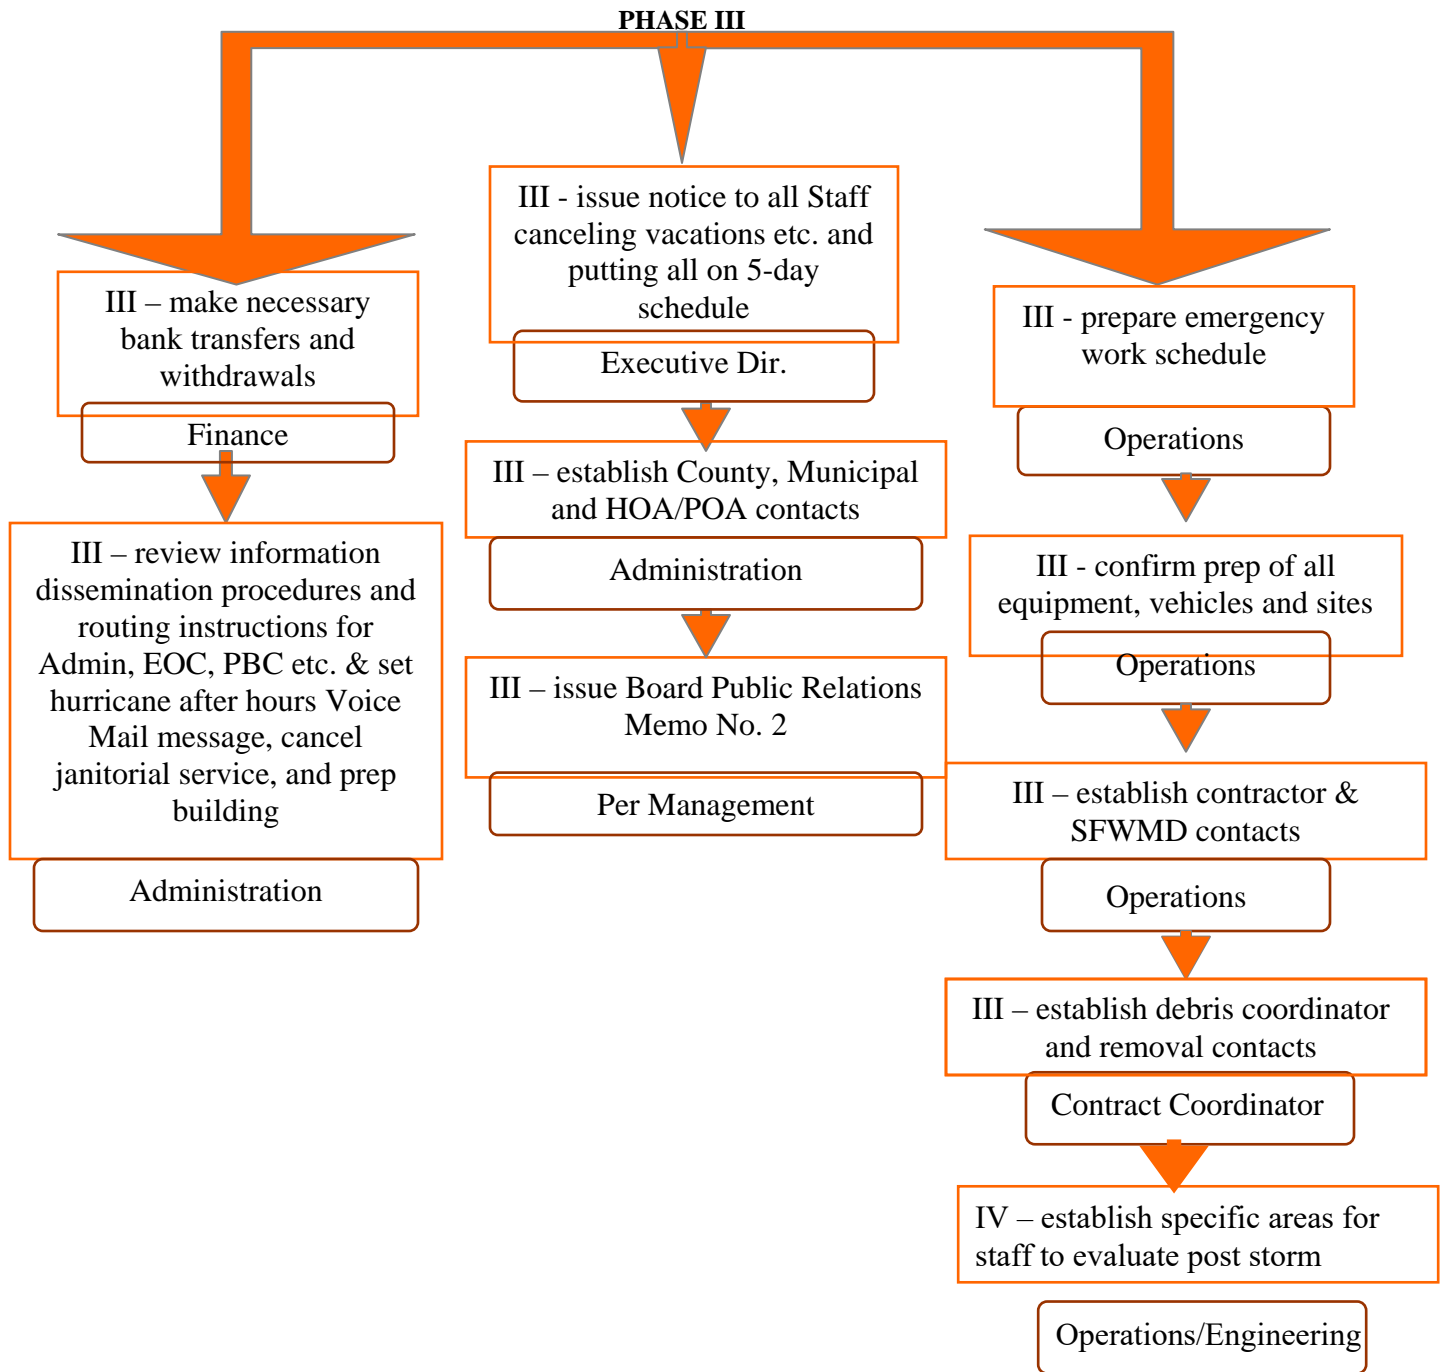 PHASE III
III – make necessary
bank transfers and
withdrawals
Finance
III – review information
dissemination procedures and
routing instructions for
Admin, EOC, PBC etc. & set
hurricane after hours Voice
Mail message, cancel
janitorial service, and prep
building
Administration
III - issue notice to all Staff
canceling vacations etc. and
putting all on 5-day
schedule
Executive Dir.
III – establish County, Municipal
and HOA/POA contacts
Administration
III – issue Board Public Relations
Memo No. 2
Per Management
III - prepare emergency
work schedule
Operations
III - confirm prep of all
equipment, vehicles and sites
Operations
III – establish contractor &
SFWMD contacts
Operations
III – establish debris coordinator
and removal contacts
Contract Coordinator
IV – establish specific areas for
staff to evaluate post storm
Operations/Engineering